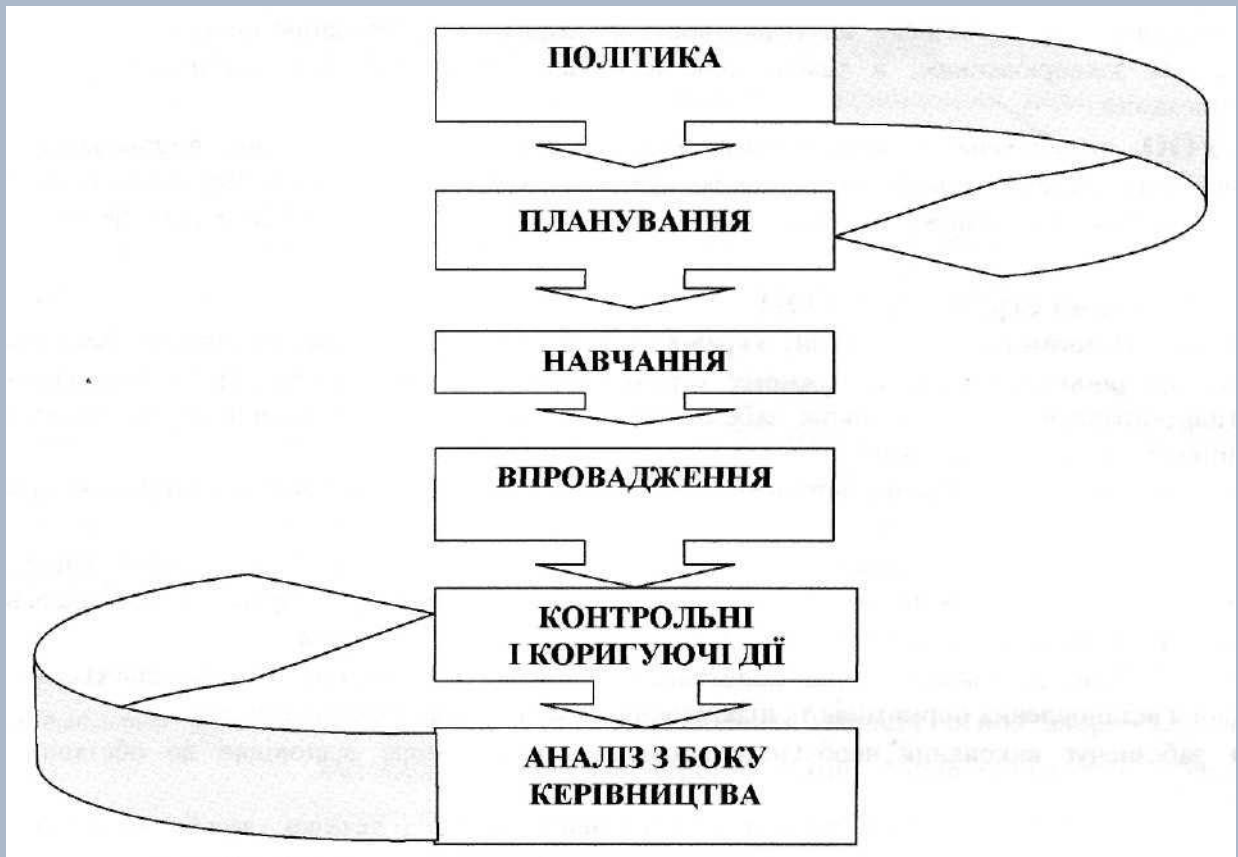 ПОЛІТИКА
ПЛАНУВАННЯ
НАВЧАННЯ
ВПРОВАДЖЕННЯ
КОНТРОЛЬНІ
І КОРИГУЮЧІ ДІЇ
АНАЛІЗ З БОКУ
КЕРІВНИЦТВА